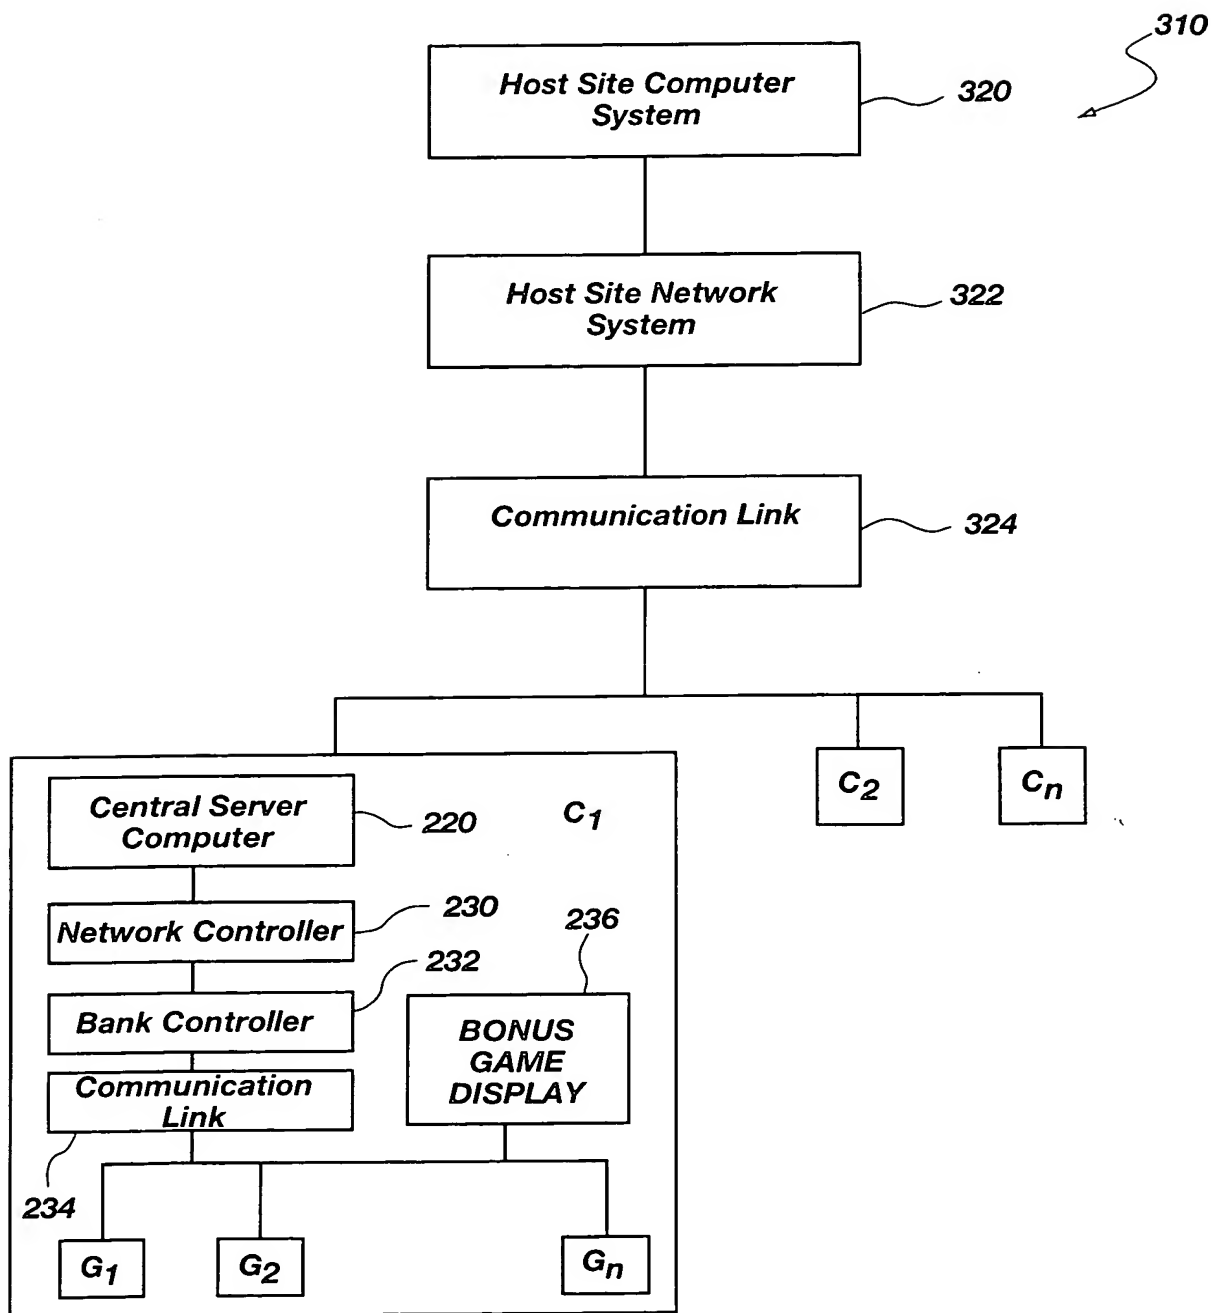 310
Host Site Computer
System
320
Host Site Network
System
322
Communication Link
324
C2
Cn
C1
Central Server
Computer
220
Network Controller
230
Bank Controller
232
236
BONUS
GAME
DISPLAY
Communication
Link
234
G1
G2
Gn